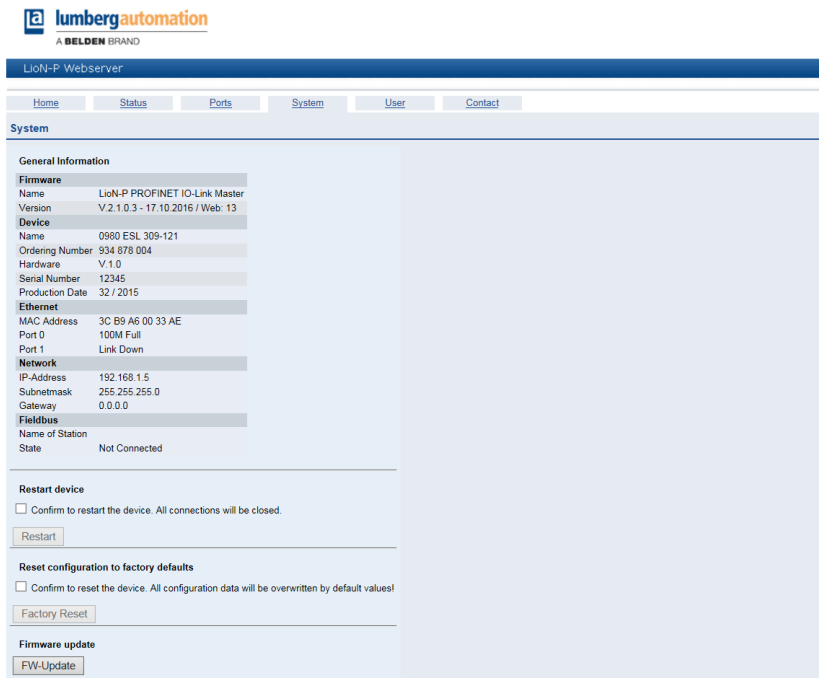 lumbergautomation
A BELDEN BRAND
LioN-P Webserver
Home Status Ports System User Contact
System
General Information
Firmware
Name LioN-P PROFINET IO-Link Master
Version V.2.1.0.3 - 17.10.2016 / Web: 13
Device
Name 0980 ESL 309-121
Ordering Number 934 878 004
Hardware V.1.0
Serial Number 12345
Production Date 32 / 2015
Ethernet
MAC Address 3C B9 A6 00 33 AE
Port 0 100M Full
Port 1 Link Down
Network
IP-Address 192.168.1.5
Subnetmask 255.255.255.0
Gateway 0.0.0.0
Fieldbus
Name of Station
State Not Connected
Restart device
Confirm to restart the device. All connections will be closed.
Restart
Reset configuration to factory defaults
Confirm to reset the device. All configuration data will be overwritten by default values!
Factory Reset
Firmware update
FW-Update